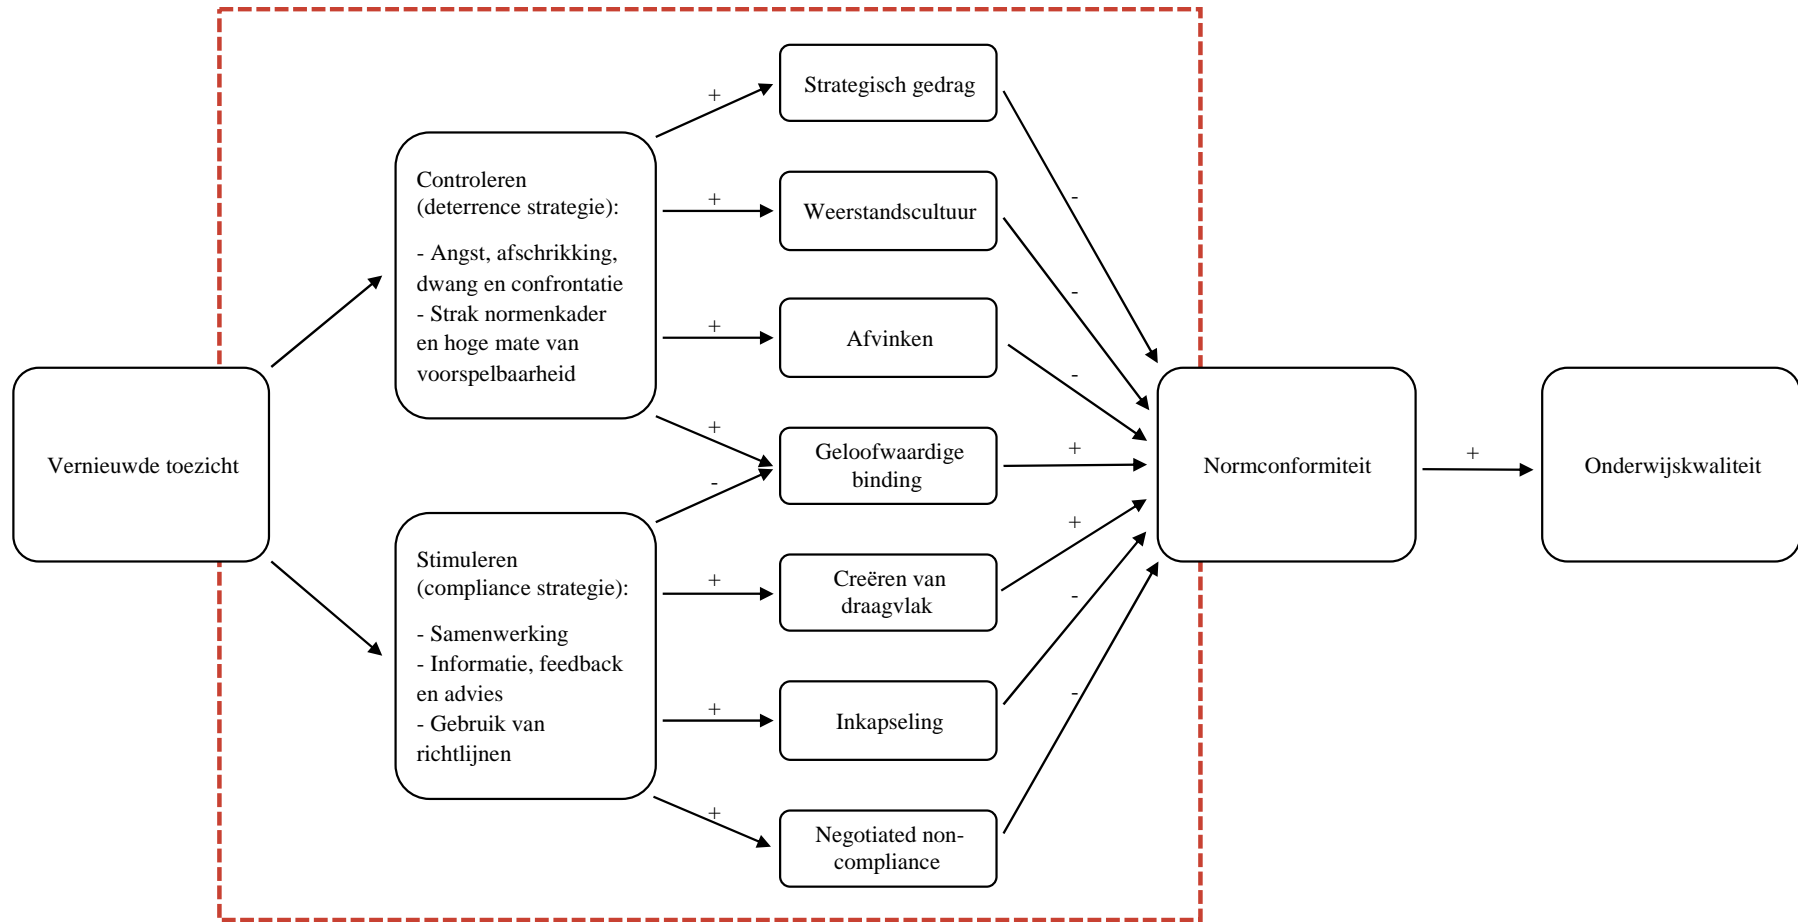 Vernieuwde toezicht
Controleren
(deterrence strategie):
- Angst, afschrikking,
dwang en confrontatie
- Strak normenkader
en hoge mate van
voorspelbaarheid
Stimuleren
(compliance strategie):
- Samenwerking
- Informatie, feedback
en advies
- Gebruik van
richtlijnen
+
+
+
+
-
+
+
+
Strategisch gedrag
Weerstandscultuur
Afvinken
Geloofwaardige
binding
Creëren van
draagvlak
Inkapseling
Negotiated non-
compliance
-
-
-
+
+
-
-
Normconformiteit
+
Onderwijskwaliteit